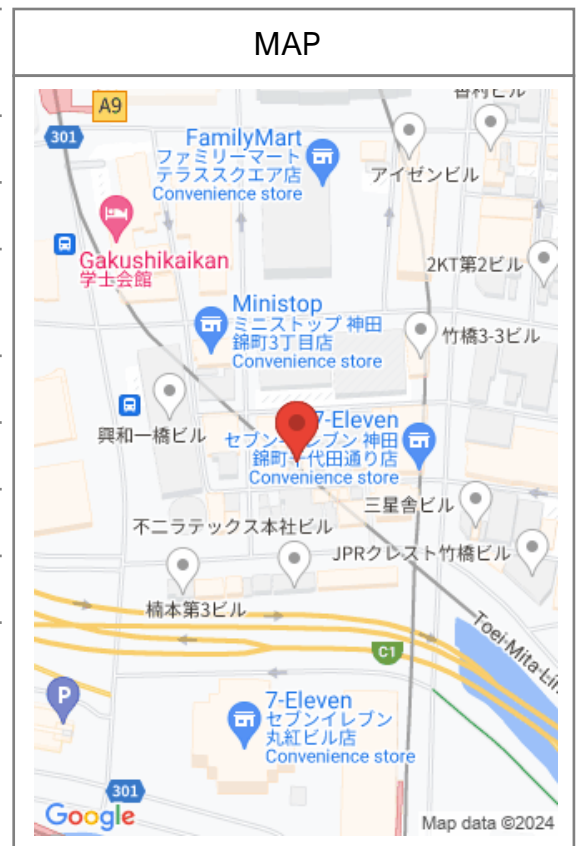 MAP
A9
301
FamilyMart
ファミリーマート
テラススクエア店
Convenience store
アイゼンビル
Gakushikaikan
学士会館
2KT第2ビル
Ministop
ミニストップ 神田
錦町3丁目店
Convenience store
竹橋3-3ビル
興和一橋ビル
7-Eleven
セブン-イレブン 神田
錦町千代田通り店
Convenience store
三星舎ビル
不二ラテックス本社ビル
JPRクレスト竹橋ビル
楠本第3ビル
Toei-Mita-Lin
C1
P
7-Eleven
セブンイレブン
丸紅ビル店
Convenience store
301
Google
Map data ©2024